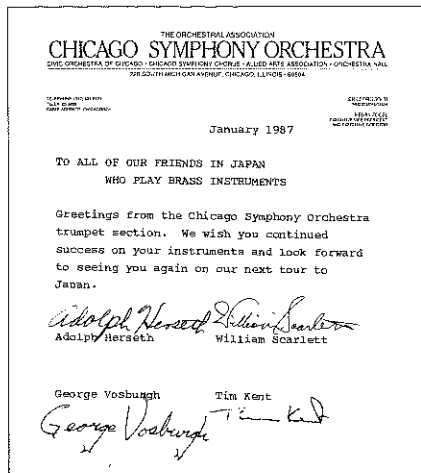 THE ORCHESTRAL ASSOCIATION
CHICAGO SYMPHONY ORCHESTRA
CIVIC ORCHESTRA OF CHICAGO · CHICAGO SYMPHONY CHORUS · ALLIED ARTS ASSOCIATION · ORCHESTRA HALL
220 SOUTH MICHIGAN AVENUE, CHICAGO, ILLINOIS · 60604
January 1987
TO ALL OF OUR FRIENDS IN JAPAN
WHO PLAY BRASS INSTRUMENTS
Greetings from the Chicago Symphony Orchestra
trumpet section. We wish you continued
success on your instruments and look forward
to seeing you again on our next tour to
Japan.
Adolph Herseth William Scarlett
Adolph Herseth William Scarlett
George Vosburgh Tim Kent
George Vosburgh Tim Kent